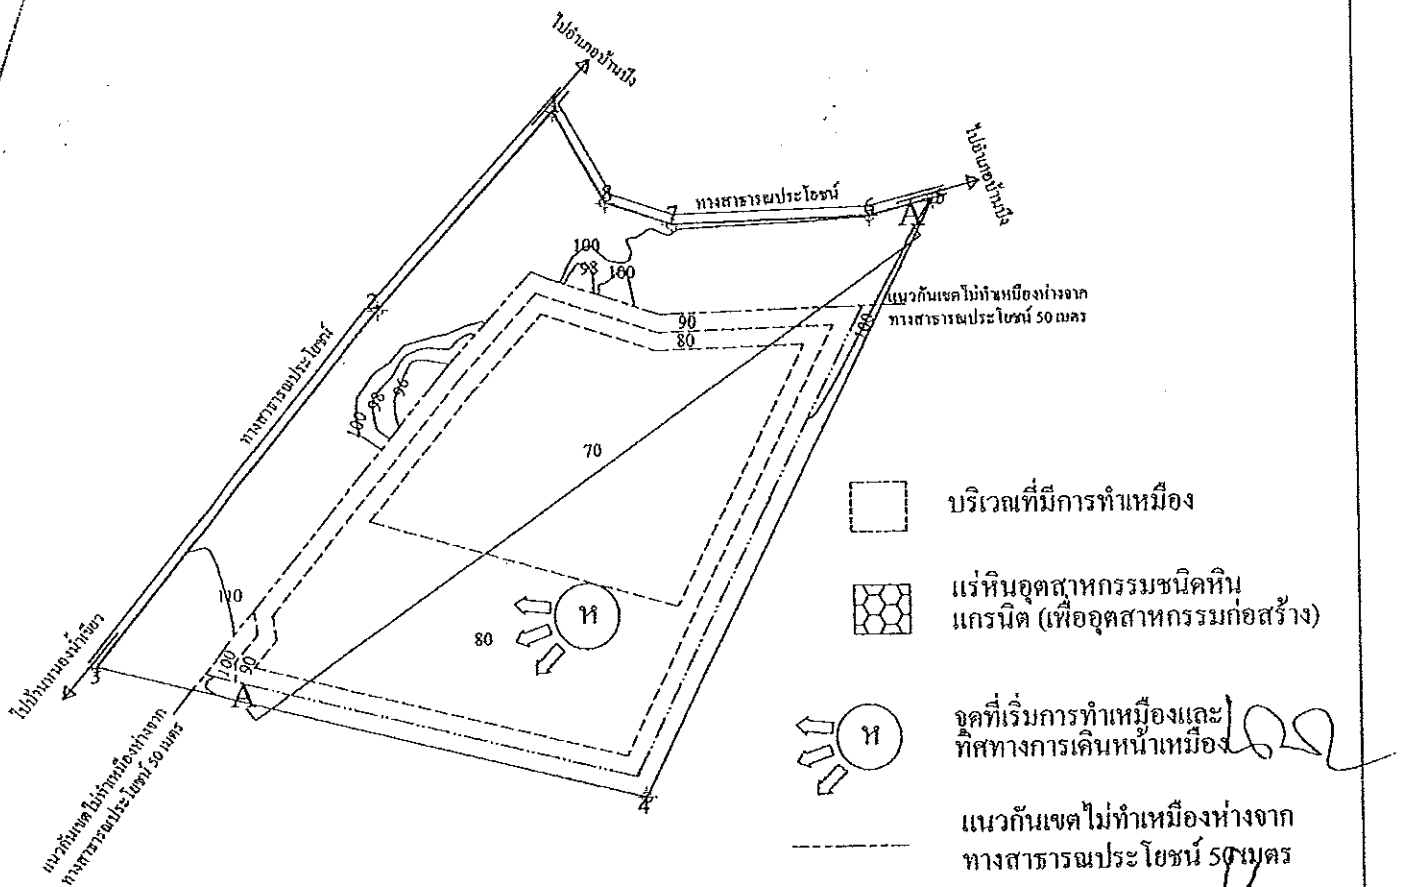 ไปอำเภอบ้านบึง
1
8
7
ทางสาธารณประโยชน์
6
5
A'
ไปอำเภอบ้านบึง
2
100
98
100
แนวกันเขตไม่ทำเหมืองห่างจาก
ทางสาธารณประโยชน์ 50 เมตร
90
80
100
ทางสาธารณประโยชน์
100
98
96
70
บริเวณที่มีการทำเหมือง
110
ห
80
แร่หินอุตสาหกรรมชนิดหิน
แกรนิต (เพื่ออุตสาหกรรมก่อสร้าง)
3
ไปบ้านหนองน้ำเขียว
100
90
A
ห
จุดที่เริ่มการทำเหมืองและ
ทิศทางการเดินหน้าเหมือง
4
แนวกันเขตไม่ทำเหมืองห่างจาก
ทางสาธารณประโยชน์ 50 เมตร
แนวกันเขตไม่ทำเหมืองห่างจาก
ทางสาธารณประโยชน์ 50 เมตร